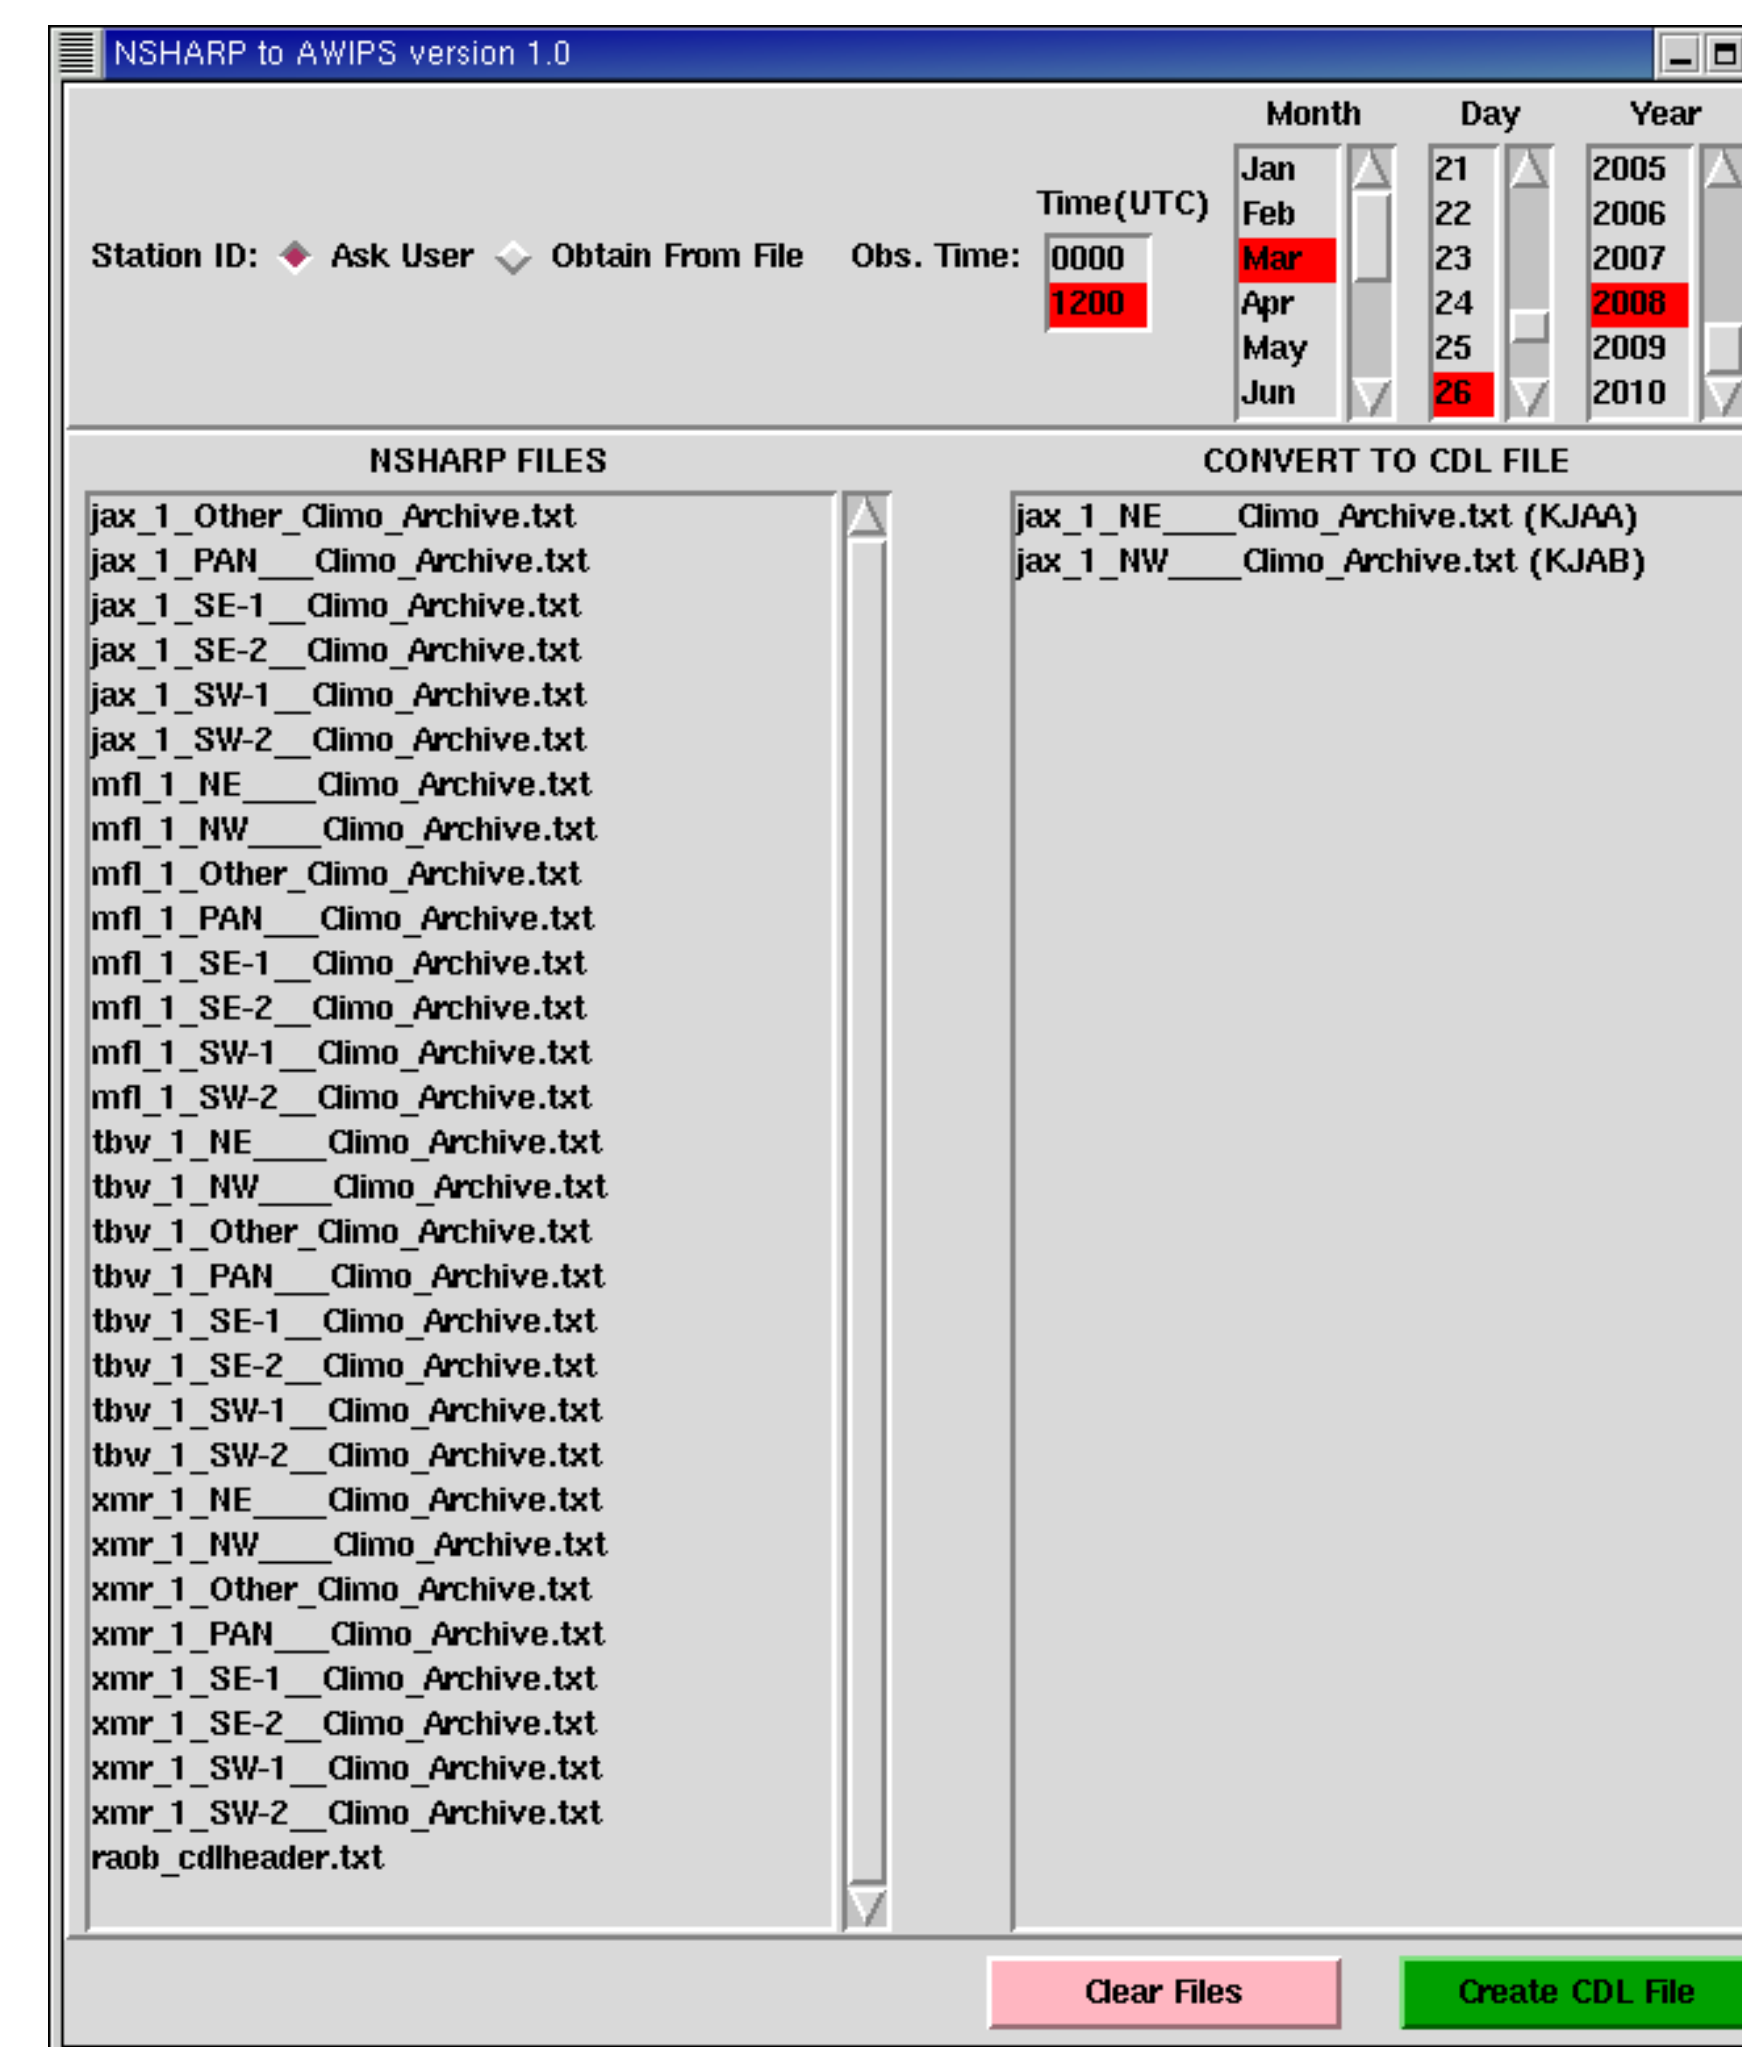 NSHARP to AWIPS version 1.0
Month Day Year
Time(UTC)
Station ID: Ask User Obtain From File Obs. Time:
0000
1200
Jan
Feb
Mar
Apr
May
Jun
21
22
23
24
25
26
2005
2006
2007
2008
2009
2010
NSHARP FILES
jax_1_Other_Climo_Archive.txt
jax_1_PAN___Climo_Archive.txt
jax_1_SE-1__Climo_Archive.txt
jax_1_SE-2__Climo_Archive.txt
jax_1_SW-1__Climo_Archive.txt
jax_1_SW-2__Climo_Archive.txt
mfl_1_NE____Climo_Archive.txt
mfl_1_NW____Climo_Archive.txt
mfl_1_Other_Climo_Archive.txt
mfl_1_PAN___Climo_Archive.txt
mfl_1_SE-1__Climo_Archive.txt
mfl_1_SE-2__Climo_Archive.txt
mfl_1_SW-1__Climo_Archive.txt
mfl_1_SW-2__Climo_Archive.txt
tbw_1_NE____Climo_Archive.txt
tbw_1_NW____Climo_Archive.txt
tbw_1_Other_Climo_Archive.txt
tbw_1_PAN___Climo_Archive.txt
tbw_1_SE-1__Climo_Archive.txt
tbw_1_SE-2__Climo_Archive.txt
tbw_1_SW-1__Climo_Archive.txt
tbw_1_SW-2__Climo_Archive.txt
xmr_1_NE____Climo_Archive.txt
xmr_1_NW____Climo_Archive.txt
xmr_1_Other_Climo_Archive.txt
xmr_1_PAN___Climo_Archive.txt
xmr_1_SE-1__Climo_Archive.txt
xmr_1_SE-2__Climo_Archive.txt
xmr_1_SW-1__Climo_Archive.txt
xmr_1_SW-2__Climo_Archive.txt
raob_cdlheader.txt
CONVERT TO CDL FILE
jax_1_NE____Climo_Archive.txt (KJAA)
jax_1_NW____Climo_Archive.txt (KJAB)
Clear Files
Create CDL File